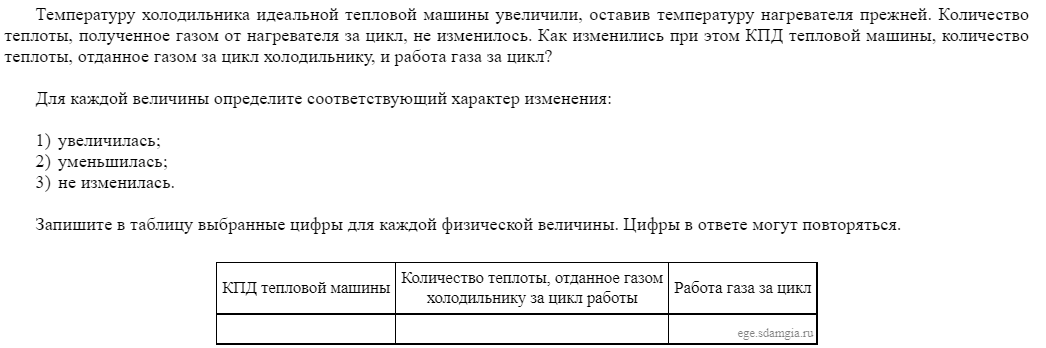 Температуру холодильника идеальной тепловой машины увеличили, оставив температуру нагревателя прежней. Количество
теплоты, полученное газом от нагревателя за цикл, не изменилось. Как изменились при этом КПД тепловой машины, количество
теплоты, отданное газом за цикл холодильнику, и работа газа за цикл?
Для каждой величины определите соответствующий характер изменения:
1) увеличилась;
2) уменьшилась;
3) не изменилась.
Запишите в таблицу выбранные цифры для каждой физической величины. Цифры в ответе могут повторяться.
КПД тепловой машины
Количество теплоты, отданное газом
холодильнику за цикл работы
Работа газа за цикл
ege.sdamgia.ru